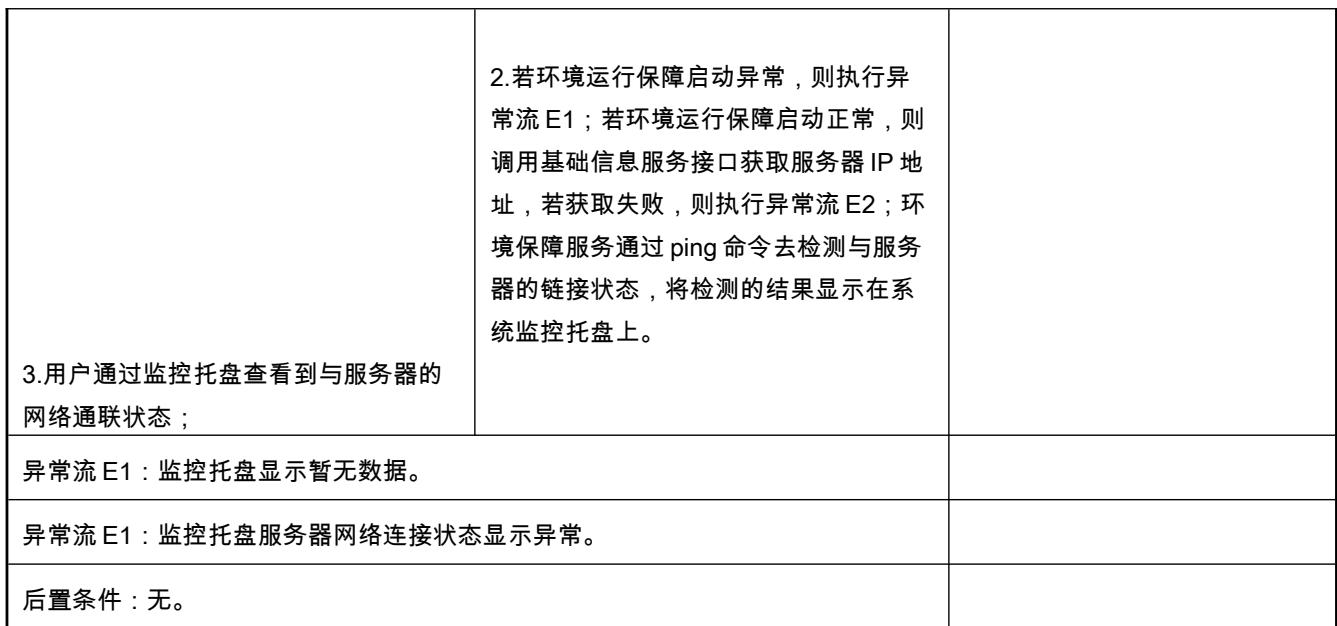 2.若环境运行保障启动异常，则执行异
常流 E1；若环境运行保障启动正常，则
调用基础信息服务接口获取服务器 IP 地
址，若获取失败，则执行异常流 E2；环
境保障服务通过 ping 命令去检测与服务
器的链接状态，将检测的结果显示在系
统监控托盘上。
3.用户通过监控托盘查看到与服务器的
网络通联状态；
异常流 E1：监控托盘显示暂无数据。
异常流 E1：监控托盘服务器网络连接状态显示异常。
后置条件：无。